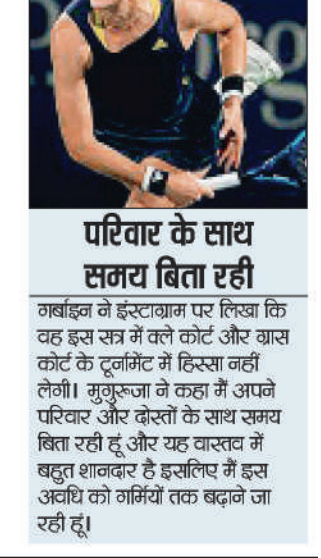 परिवार के साथ
समय बिता रही
गर्बाइन ने इंस्टाग्राम पर लिखा कि
वह इस सत्र में क्ले कोर्ट और ग्रास
कोर्ट के टूर्नामेंट में हिस्सा नहीं
लेगी। मुगुरूजा ने कहा मैं अपने
परिवार और दोस्तों के साथ समय
बिता रही हूं और यह वास्तव में
बहुत शानदार है इसलिए मैं इस
अवधि को गर्मियों तक बढ़ाने जा
रही हूं।